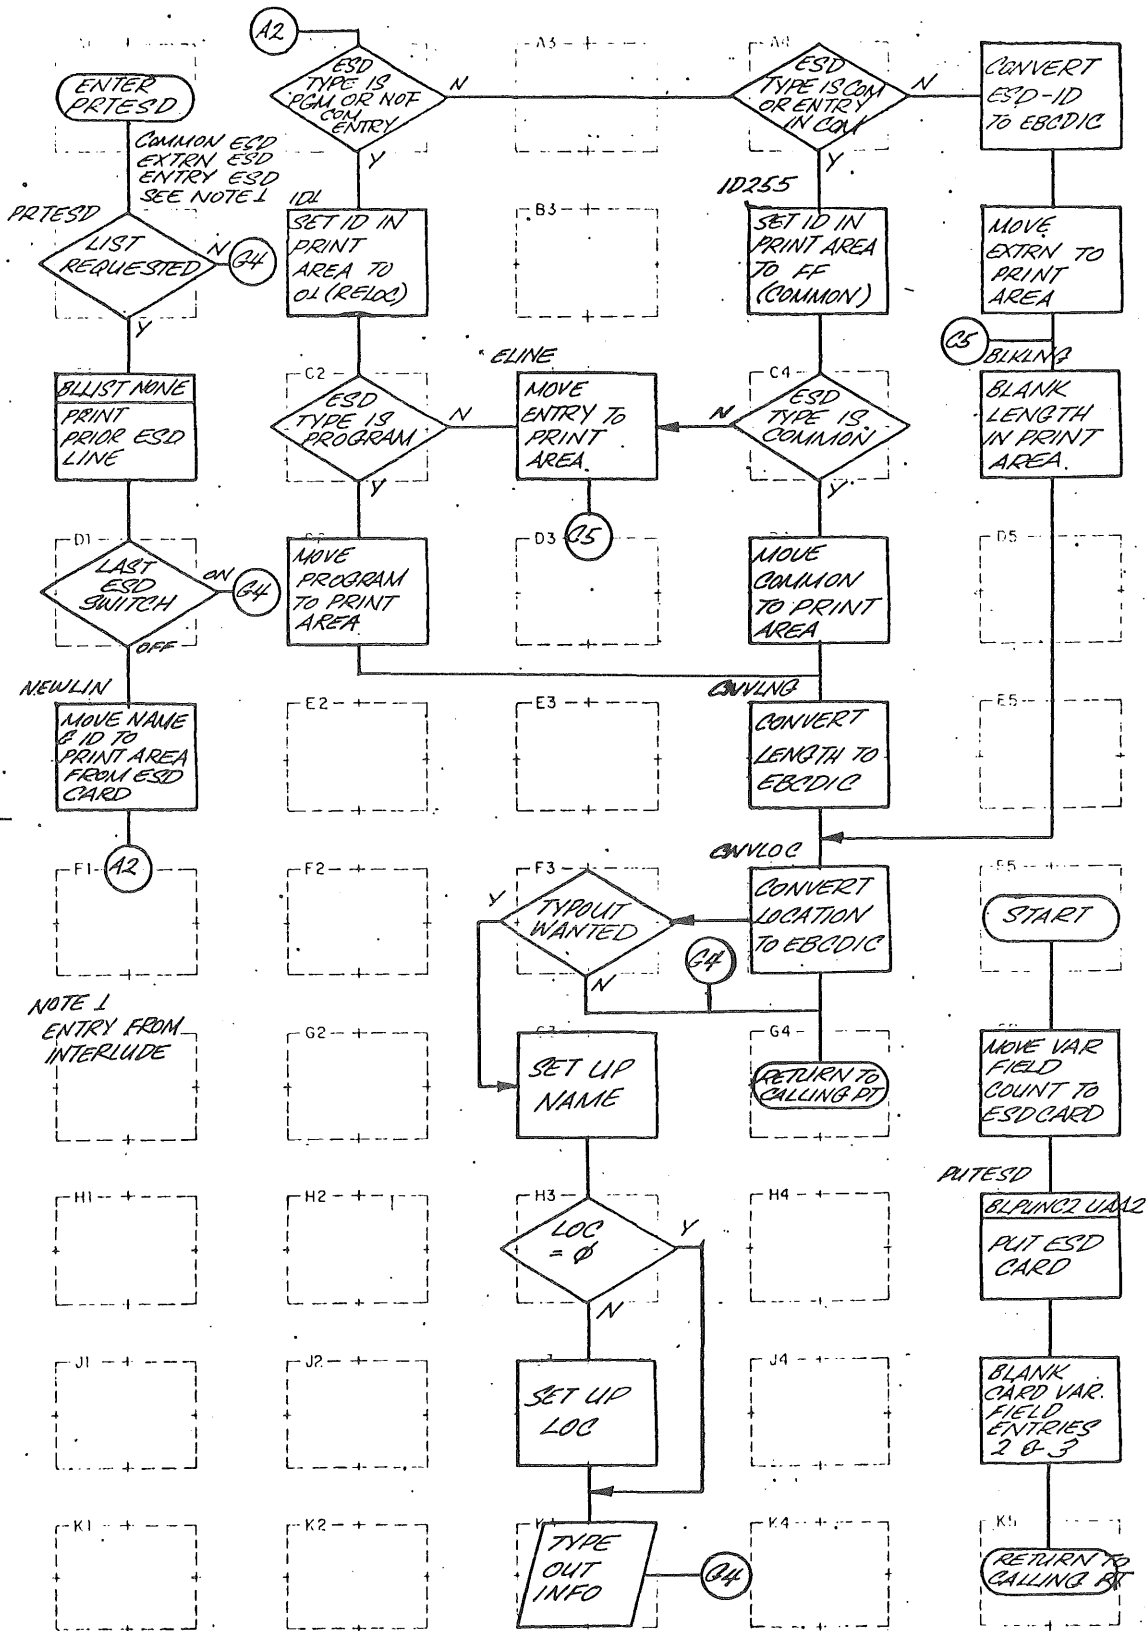 A2
ENTER
PRTESD
COMMON ESD
EXTRN ESD
ENTRY ESD
SEE NOTE 1
PRTESD
LIST
REQUESTED
N
G4
Y
BLLIST NONE
PRINT
PRIOR ESD
LINE
D1
LAST
ESD
SWITCH
ON
G4
OFF
NEWLIN
MOVE NAME
& ID TO
PRINT AREA
FROM ESD
CARD
F1
A2
NOTE 1
ENTRY FROM
INTERLUDE
H1
J1
K1
ESD
TYPE IS
PGM OR NOT
COM
ENTRY
N
Y
ID1
SET ID IN
PRINT
AREA TO
01 (RELOC)
C2
ESD
TYPE IS
PROGRAM
N
Y
MOVE
PROGRAM
TO PRINT
AREA
E2
F2
G2
H2
J2
K2
A3
B3
ELINE
MOVE
ENTRY TO
PRINT
AREA.
D3
C5
E3
F3
Y
TYPOUT
WANTED
N
G4
SET UP
NAME
H3
LOC
= Ø
Y
N
SET UP
LOC
TYPE
OUT
INFO
G4
A4
ESD
TYPE IS COM
OR ENTRY
IN COM
N
Y
ID255
SET ID IN
PRINT AREA
TO FF
(COMMON)
C4
ESD
TYPE IS
COMMON
N
Y
MOVE
COMMON
TO PRINT
AREA
CNVLNG
CONVERT
LENGTH TO
EBCDIC
CNVLOC
CONVERT
LOCATION
TO EBCDIC
G4
RETURN TO
CALLING PT
H4
J4
K4
CONVERT
ESD-ID
TO EBCDIC
MOVE
EXTRN TO
PRINT
AREA
C5
BLKLNG
BLANK
LENGTH
IN PRINT
AREA.
D5
E5
F5
START
MOVE VAR
FIELD
COUNT TO
ESDCARD
PUTESD
BLPUNC2 UAA2
PUT ESD
CARD
BLANK
CARD VAR.
FIELD
ENTRIES
2 & 3
K5
RETURN TO
CALLING PT